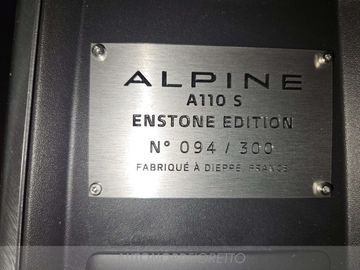 ALPINE
A110 S
ENSTONE EDITION
N° 094 / 300
FABRIQUÉ À DIEPPE, FRANCE